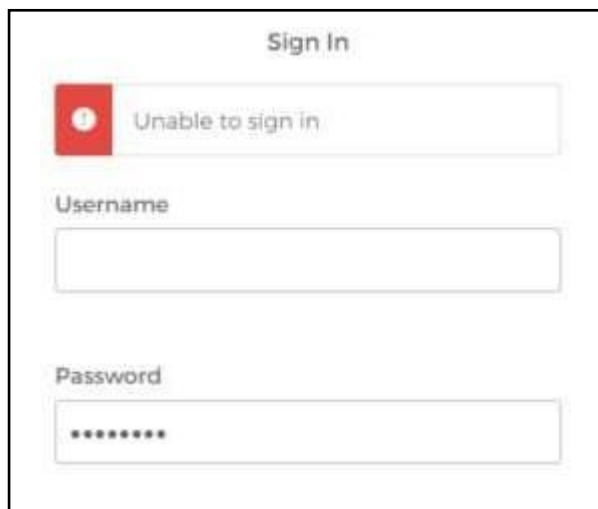 Sign In
Unable to sign in
Username
Password
••••••••